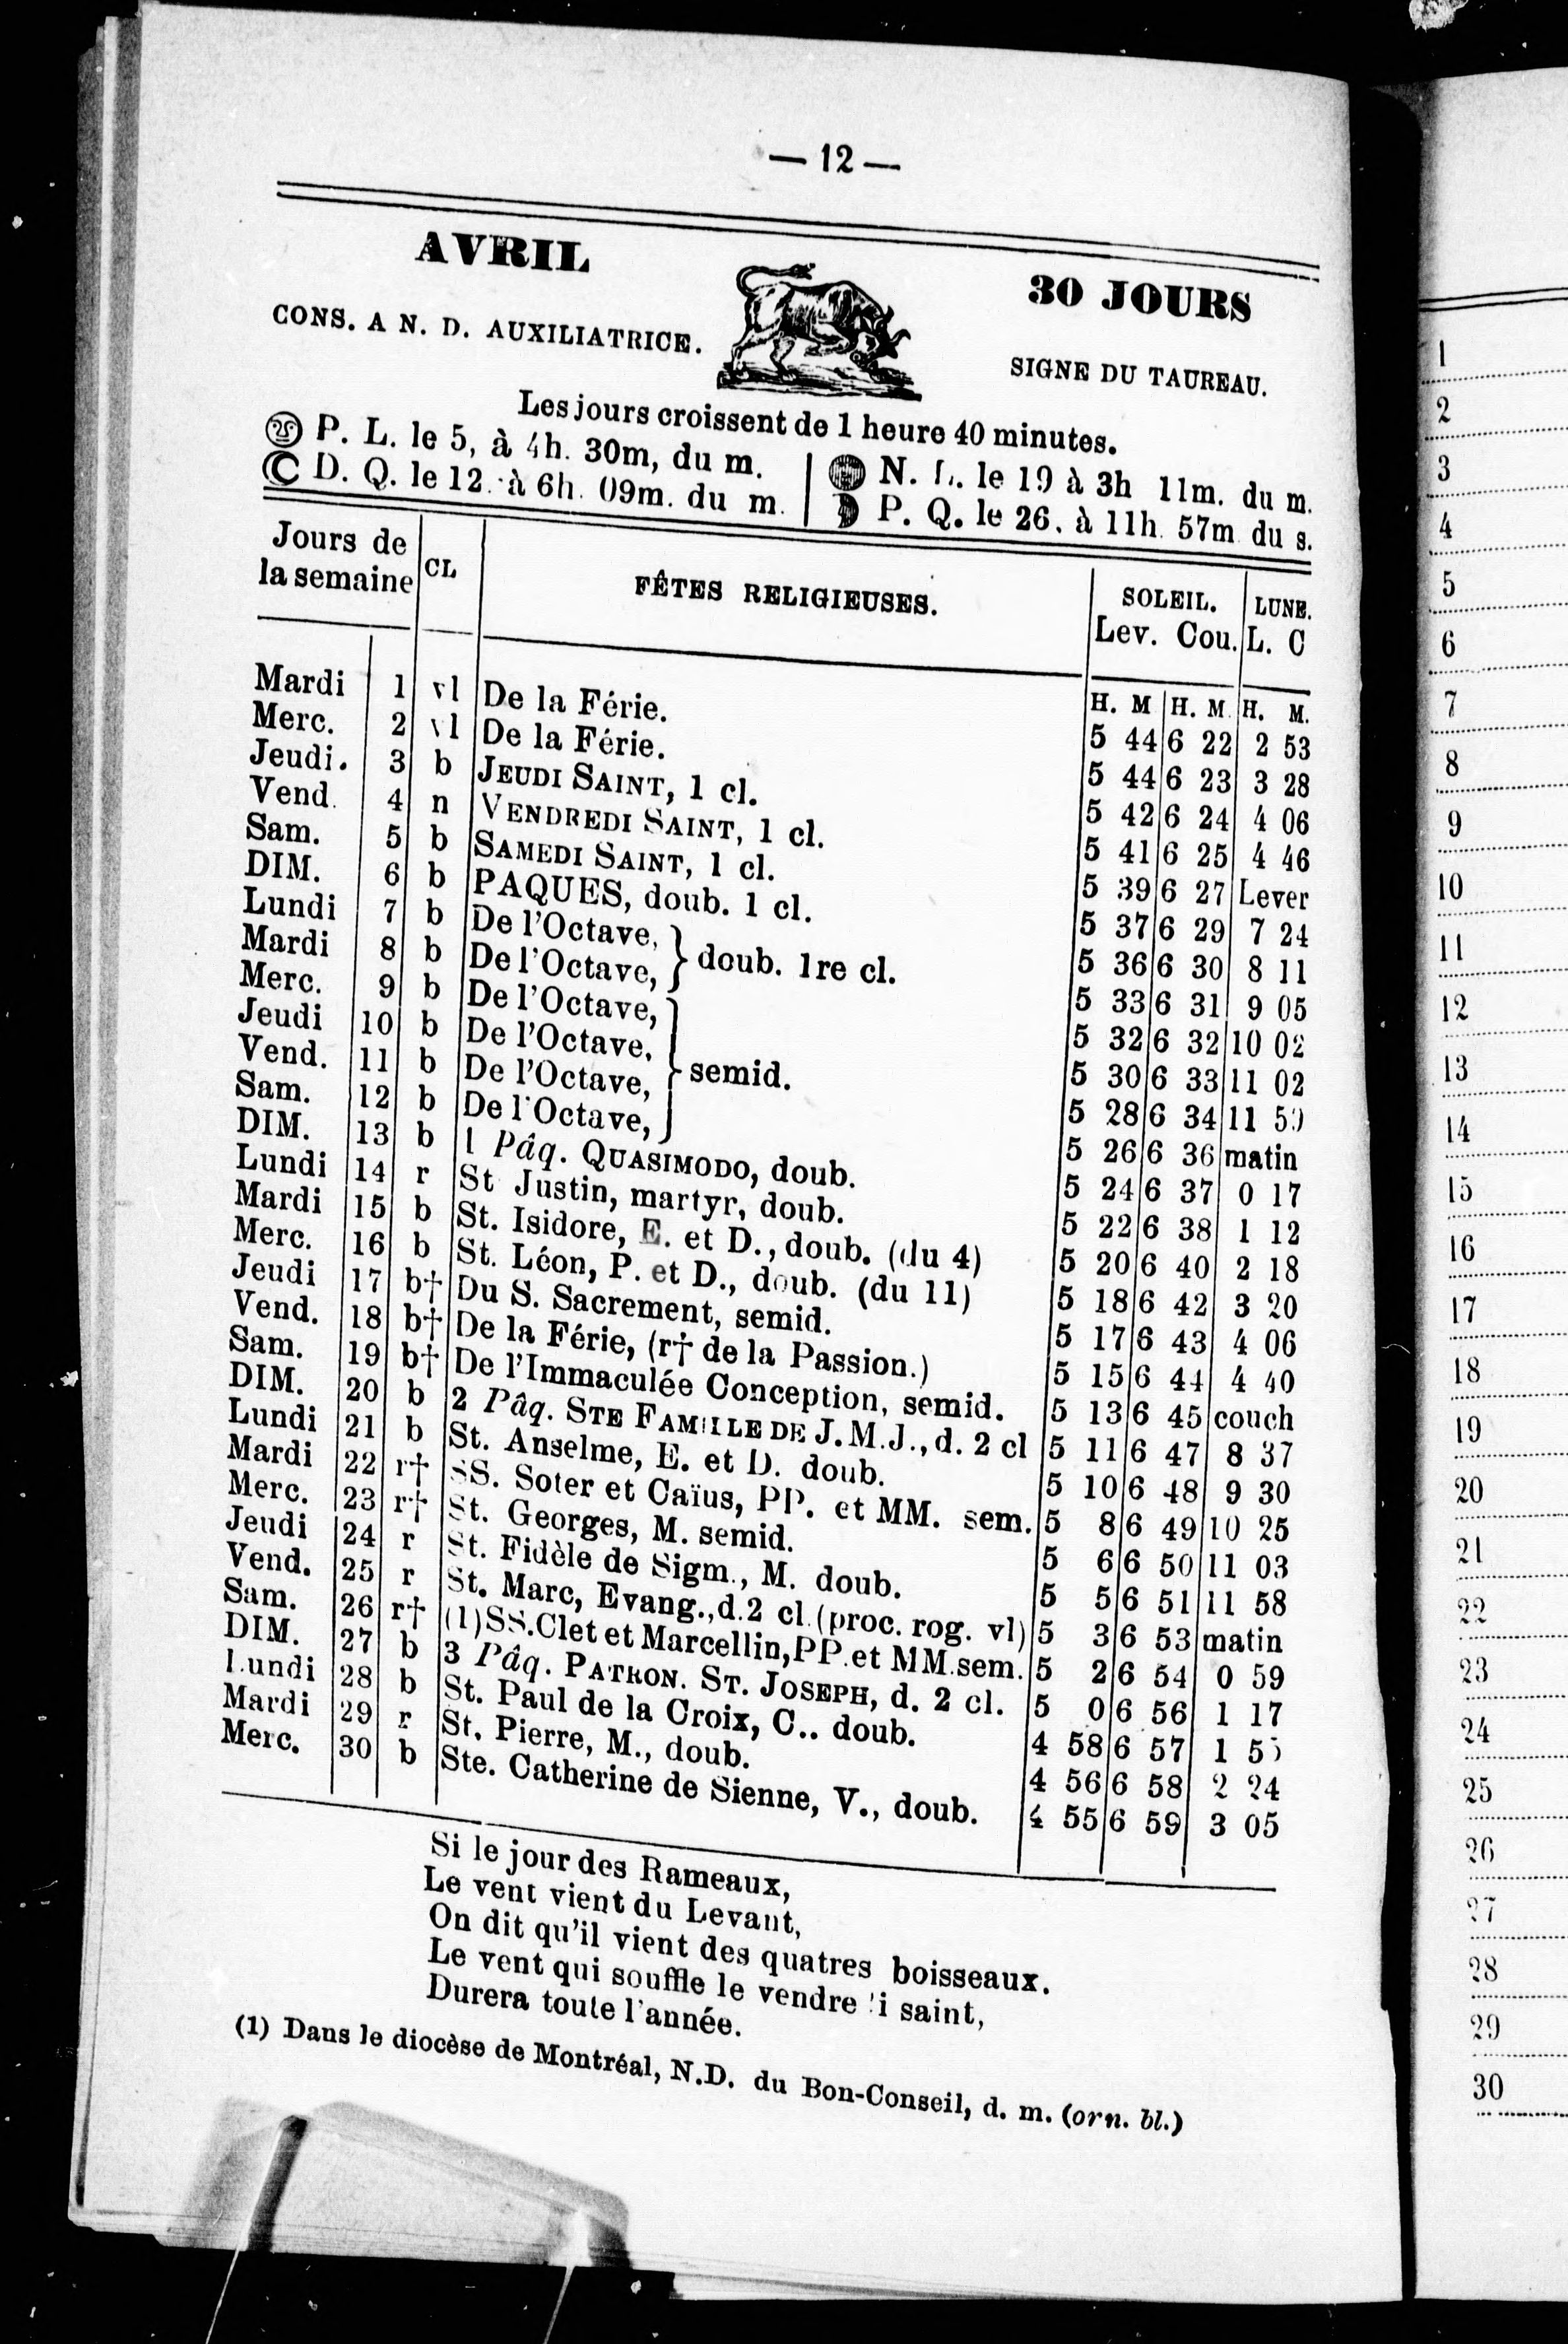 — 12 —
AVRIL
30 JOURS
CONS. A N. D. AUXILIATRICE.
SIGNE DU TAUREAU.
Les jours croissent de 1 heure 40 minutes.
P. L. le 5, à 4h. 30m, du m. | N. L. le 19 à 3h 11m. du m.
D. Q. le 12. à 6h. 09m. du m. | P. Q. le 26. à 11h. 57m du s.
Jours de la semaine | CL | FÊTES RELIGIEUSES. | SOLEIL. Lev. Cou. | LUNE. L. C
H. M | H. M. | H. M.
Mardi 1 vl De la Férie. 5 44 6 22 2 53
Merc. 2 vl De la Férie. 5 44 6 23 3 28
Jeudi. 3 b JEUDI SAINT, 1 cl. 5 42 6 24 4 06
Vend. 4 n VENDREDI SAINT, 1 cl. 5 41 6 25 4 46
Sam. 5 b SAMEDI SAINT, 1 cl. 5 39 6 27 Lever
DIM. 6 b PAQUES, doub. 1 cl. 5 37 6 29 7 24
Lundi 7 b De l'Octave, } doub. 1re cl. 5 36 6 30 8 11
Mardi 8 b De l'Octave, 5 33 6 31 9 05
Merc. 9 b De l'Octave, } semid. 5 32 6 32 10 02
Jeudi 10 b De l'Octave. 5 30 6 33 11 02
Vend. 11 b De l'Octave, 5 28 6 34 11 59
Sam. 12 b De l'Octave, 5 26 6 36 matin
DIM. 13 b 1 Pâq. QUASIMODO, doub. 5 24 6 37 0 17
Lundi 14 r St Justin, martyr, doub. 5 22 6 38 1 12
Mardi 15 b St. Isidore, E. et D., doub. (du 4) 5 20 6 40 2 18
Merc. 16 b St. Léon, P. et D., doub. (du 11) 5 18 6 42 3 20
Jeudi 17 b† Du S. Sacrement, semid. 5 17 6 43 4 06
Vend. 18 b† De la Férie, (r† de la Passion.) 5 15 6 44 4 40
Sam. 19 b† De l'Immaculée Conception, semid. 5 13 6 45 couch
DIM. 20 b 2 Pâq. STE FAMILLE DE J.M.J., d. 2 cl 5 11 6 47 8 37
Lundi 21 b St. Anselme, E. et D. doub. 5 10 6 48 9 30
Mardi 22 r† SS. Soter et Caïus, PP. et MM. sem. 5 8 6 49 10 25
Merc. 23 r† St. Georges, M. semid. 5 6 6 50 11 03
Jeudi 24 r St. Fidèle de Sigm., M. doub. 5 5 6 51 11 58
Vend. 25 r St. Marc, Evang., d.2 cl. (proc. rog. vl) 5 3 6 53 matin
Sam. 26 r† (1) SS. Clet et Marcellin, PP. et MM. sem. 5 2 6 54 0 59
DIM. 27 b 3 Pâq. PATRON. ST. JOSEPH, d. 2 cl. 5 0 6 56 1 17
Lundi 28 b St. Paul de la Croix, C.. doub. 4 58 6 57 1
Mardi 29 r St. Pierre, M., doub. 4 56 6 58 2 24
Merc. 30 b Ste. Catherine de Sienne, V., doub. 4 55 6 59 3 05
Si le jour des Rameaux,
Le vent vient du Levant,
On dit qu'il vient des quatres boisseaux.
Le vent qui souffle le vendredi saint,
Durera toute l'année.
(1) Dans le diocèse de Montréal, N.D. du Bon-Conseil, d. m. (orn. bl.)
1
2
3
4
5
6
7
8
9
10
11
12
13
14
15
16
17
18
19
20
21
22
23
24
25
26
27
28
29
30